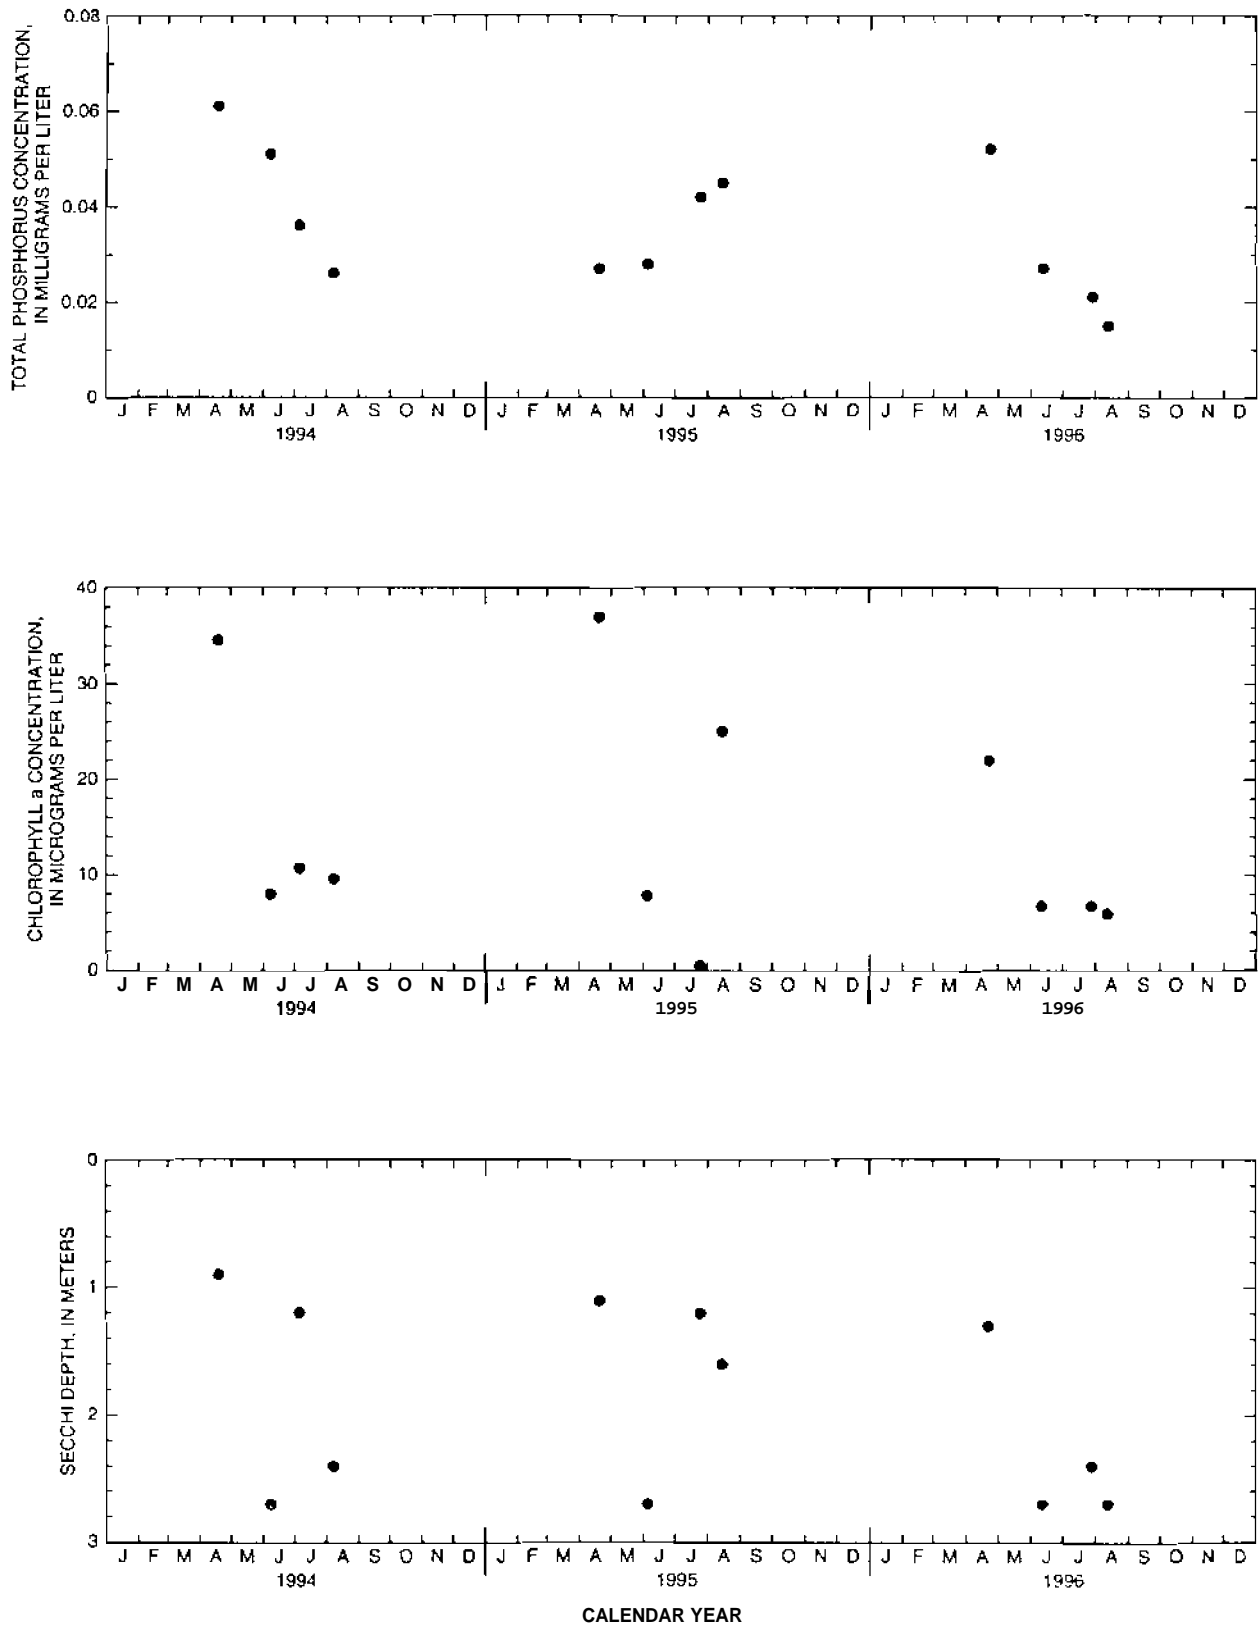 TOTAL PHOSPHORUS CONCENTRATION,
IN MILLIGRAMS PER LITER
0.08
0.06
0.04
0.02
0
J F M A M J J A S O N D J F M A M J J A S O N D J F M A M J J A S O N D
1994 1995 1996
CHLOROPHYLL a CONCENTRATION,
IN MICROGRAMS PER LITER
40
30
20
10
0
J F M A M J J A S O N D J F M A M J J A S O N D J F M A M J J A S O N D
1994 1995 1996
SECCHI DEPTH, IN METERS
0
1
2
3
J F M A M J J A S O N D J F M A M J J A S O N D J F M A M J J A S O N D
1994 1995 1996
CALENDAR YEAR